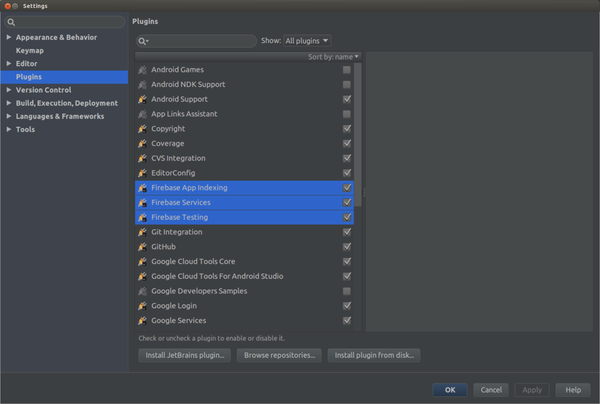 Settings
Appearance & Behavior
Keymap
Editor
Plugins
Version Control
Build, Execution, Deployment
Languages & Frameworks
Tools
Plugins
Show: All plugins
Sort by: name
Android Games
Android NDK Support
Android Support
App Links Assistant
Copyright
Coverage
CVS Integration
EditorConfig
Firebase App Indexing
Firebase Services
Firebase Testing
Git Integration
GitHub
Google Cloud Tools Core
Google Cloud Tools For Android Studio
Google Developers Samples
Google Login
Google Services
Check or uncheck a plugin to enable or disable it.
Install JetBrains plugin... Browse repositories... Install plugin from disk...
OK Cancel Apply Help